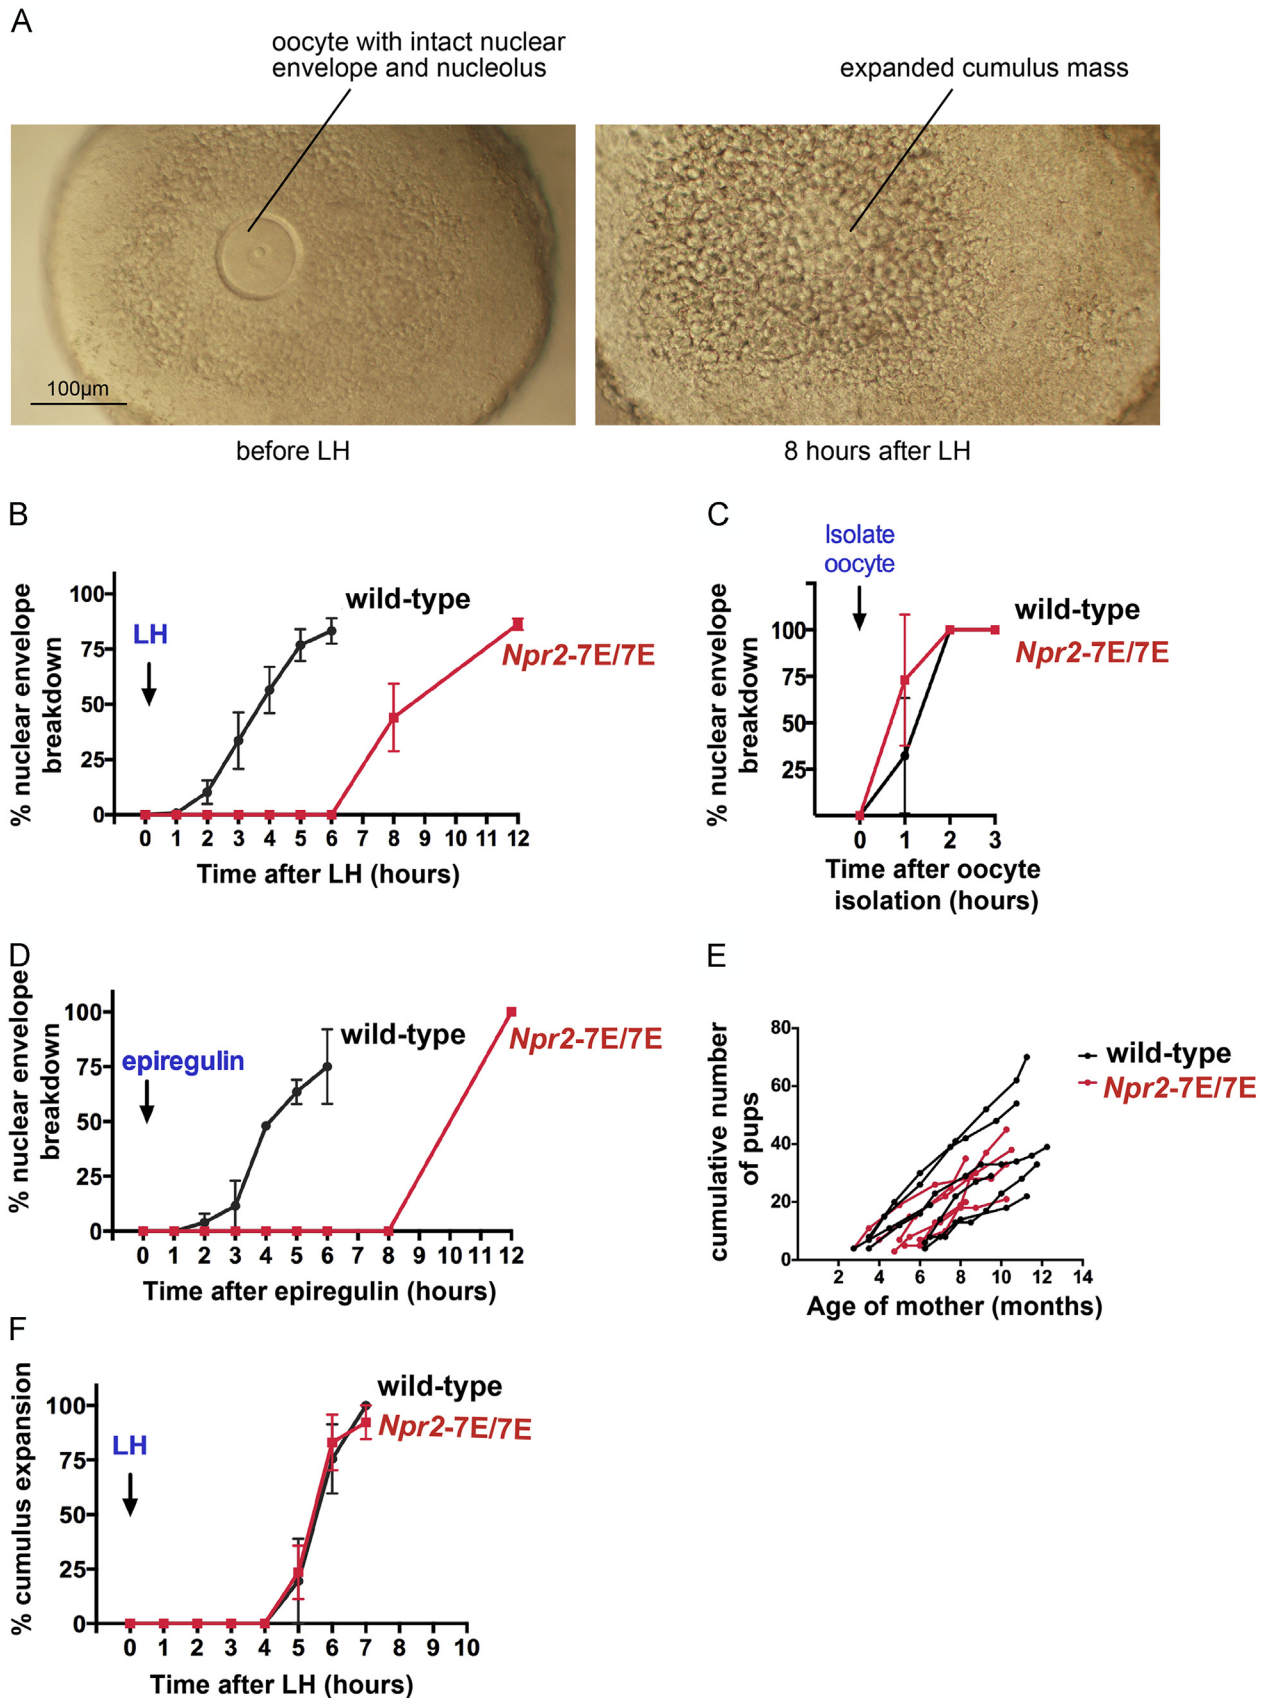 A
oocyte with intact nuclear
envelope and nucleolus
expanded cumulus mass
100µm
before LH
8 hours after LH
B
% nuclear envelope
breakdown
100
75
50
25
0
LH
wild-type
Npr2-7E/7E
0 1 2 3 4 5 6 7 8 9 10 11 12
Time after LH (hours)
C
Isolate
oocyte
% nuclear envelope
breakdown
100
75
50
25
wild-type
Npr2-7E/7E
0 1 2 3
Time after oocyte
isolation (hours)
D
% nuclear envelope
breakdown
100
75
50
25
0
epiregulin
wild-type
Npr2-7E/7E
0 1 2 3 4 5 6 7 8 9 10 11 12
Time after epiregulin (hours)
E
cumulative number
of pups
80
60
40
20
0
wild-type
Npr2-7E/7E
2 4 6 8 10 12 14
Age of mother (months)
F
% cumulus expansion
100
75
50
25
0
LH
wild-type
Npr2-7E/7E
0 1 2 3 4 5 6 7 8 9 10
Time after LH (hours)